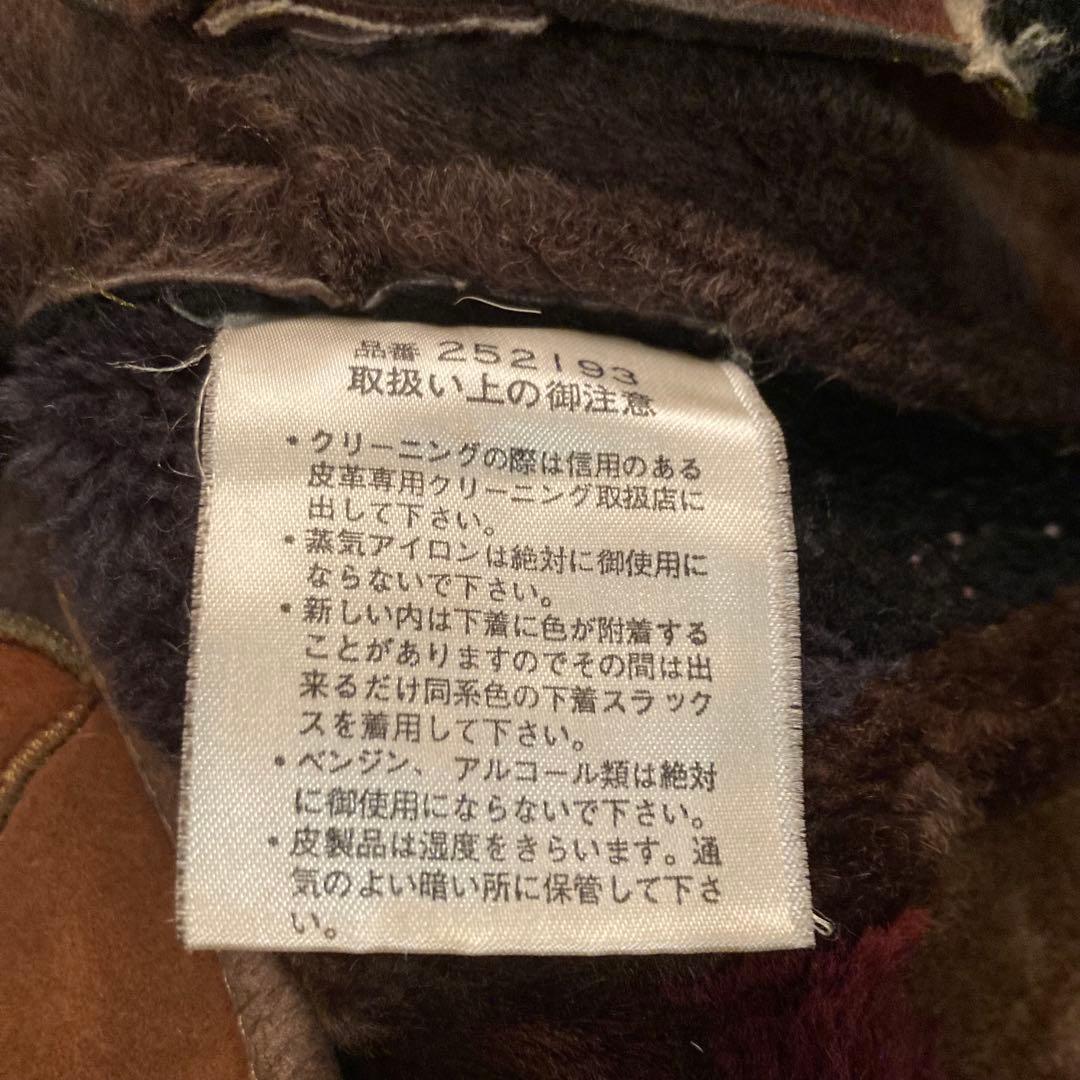 品番 252193
取扱い上の御注意
・クリーニングの際は信用のある
皮革専用クリーニング取扱店に
出して下さい。
・蒸気アイロンは絶対に御使用に
ならないで下さい。
・新しい内は下着に色が附着する
ことがありますのでその間は出
来るだけ同系色の下着スラック
スを着用して下さい。
・ベンジン、アルコール類は絶対
に御使用にならないで下さい。
・皮製品は湿度をきらいます。通
気のよい暗い所に保管して下さ
い。